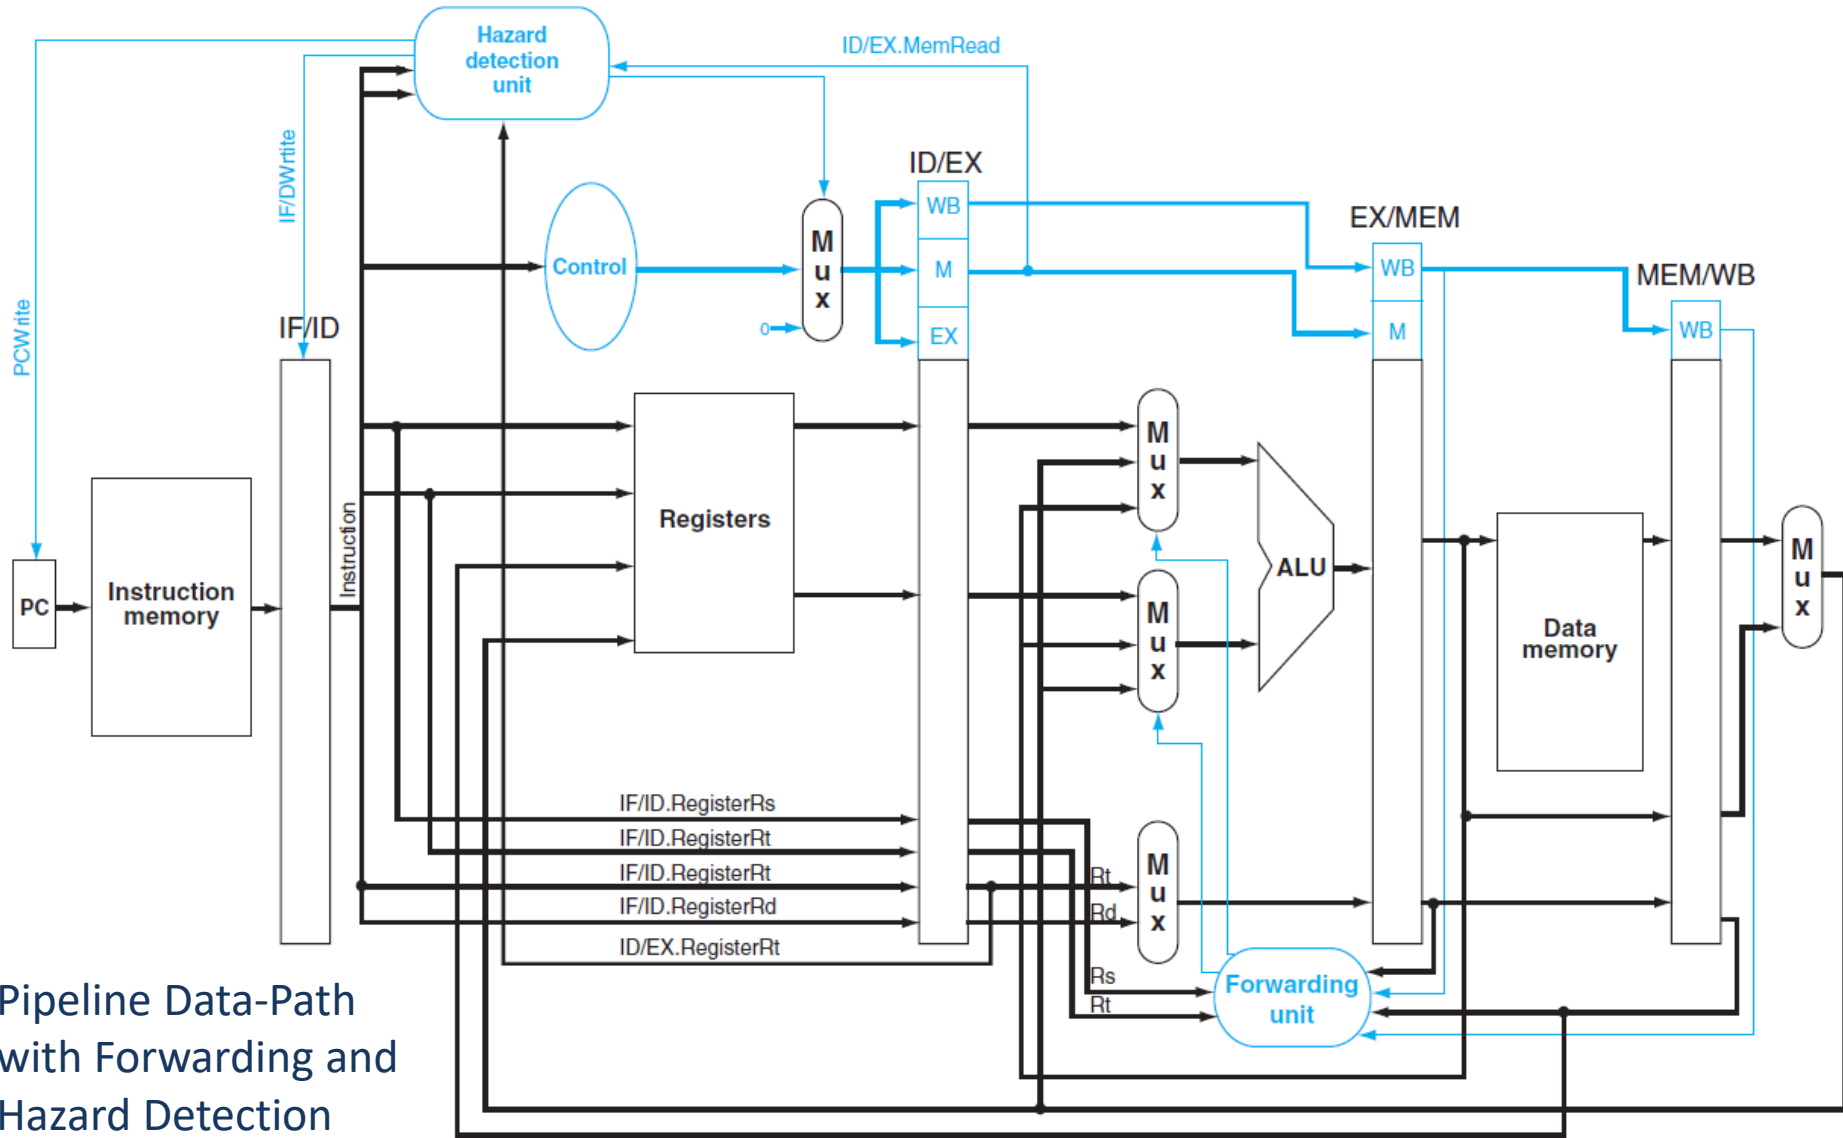 Hazard
detection
unit
ID/EX.MemRead
IF/DWrtite
PCWrite
ID/EX
WB
M
EX
Control
0
M
u
x
EX/MEM
WB
M
MEM/WB
WB
IF/ID
Instruction
PC
Instruction
memory
Registers
M
u
x
M
u
x
ALU
Data
memory
M
u
x
IF/ID.RegisterRs
IF/ID.RegisterRt
IF/ID.RegisterRt
IF/ID.RegisterRd
ID/EX.RegisterRt
Rt
Rd
M
u
x
Rs
Rt
Forwarding
unit
Pipeline Data-Path
with Forwarding and
Hazard Detection